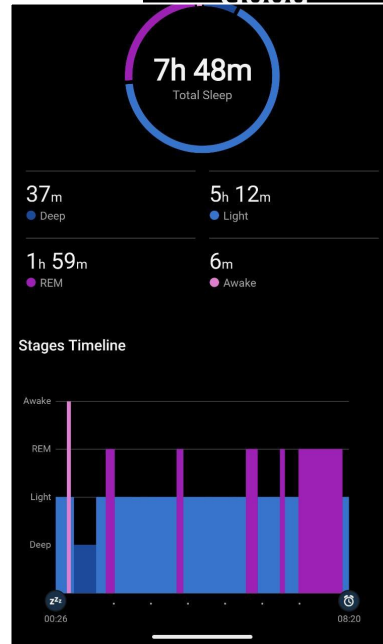 7h 48m
Total Sleep
37m
Deep
5h 12m
Light
1h 59m
REM
6m
Awake
Stages Timeline
Awake
REM
Light
Deep
zzz
00:26
08:20